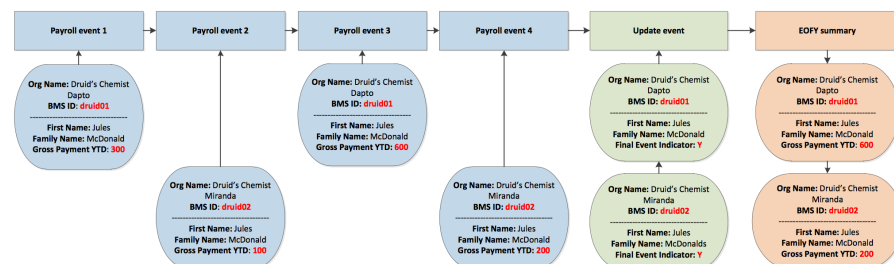 Payroll event 1
Payroll event 2
Payroll event 3
Payroll event 4
Update event
EOFY summary
Org Name: Druid's Chemist
Dapto
BMS ID: druid01
First Name: Jules
Family Name: McDonald
Gross Payment YTD: 300
Org Name: Druid's Chemist
Miranda
BMS ID: druid02
First Name: Jules
Family Name: McDonald
Gross Payment YTD: 100
Org Name: Druid's Chemist
Dapto
BMS ID: druid01
First Name: Jules
Family Name: McDonald
Gross Payment YTD: 600
Org Name: Druid's Chemist
Miranda
BMS ID: druid02
First Name: Jules
Family Name: McDonald
Gross Payment YTD: 200
Org Name: Druid's Chemist
Dapto
BMS ID: druid01
First Name: Jules
Family Name: McDonald
Final Event Indicator: Y
Org Name: Druid's Chemist
Miranda
BMS ID: druid02
First Name: Jules
Family Name: McDonalds
Final Event Indicator: Y
Org Name: Druid's Chemist
Dapto
BMS ID: druid01
First Name: Jules
Family Name: McDonald
Gross Payment YTD: 600
Org Name: Druid's Chemist
Miranda
BMS ID: druid02
First Name: Jules
Family Name: McDonald
Gross Payment YTD: 200